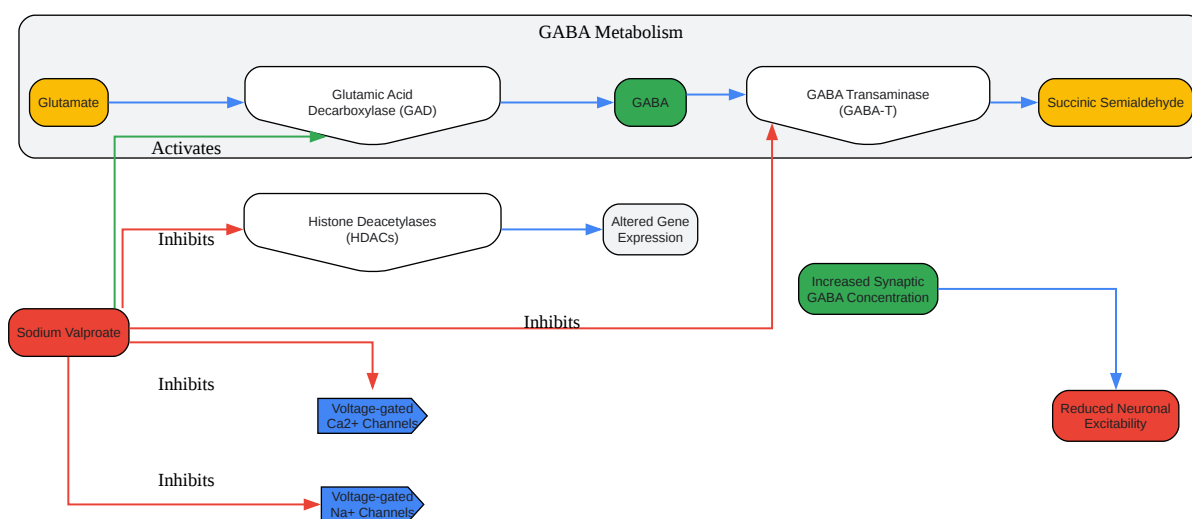 GABA Metabolism
Glutamate
Glutamic Acid
Decarboxylase (GAD)
GABA
GABA Transaminase
(GABA-T)
Succinic Semialdehyde
Activates
Histone Deacetylases
(HDACs)
Altered Gene
Expression
Inhibits
Increased Synaptic
GABA Concentration
Sodium Valproate
Inhibits
Inhibits
Voltage-gated
Ca2+ Channels
Reduced Neuronal
Excitability
Inhibits
Voltage-gated
Na+ Channels